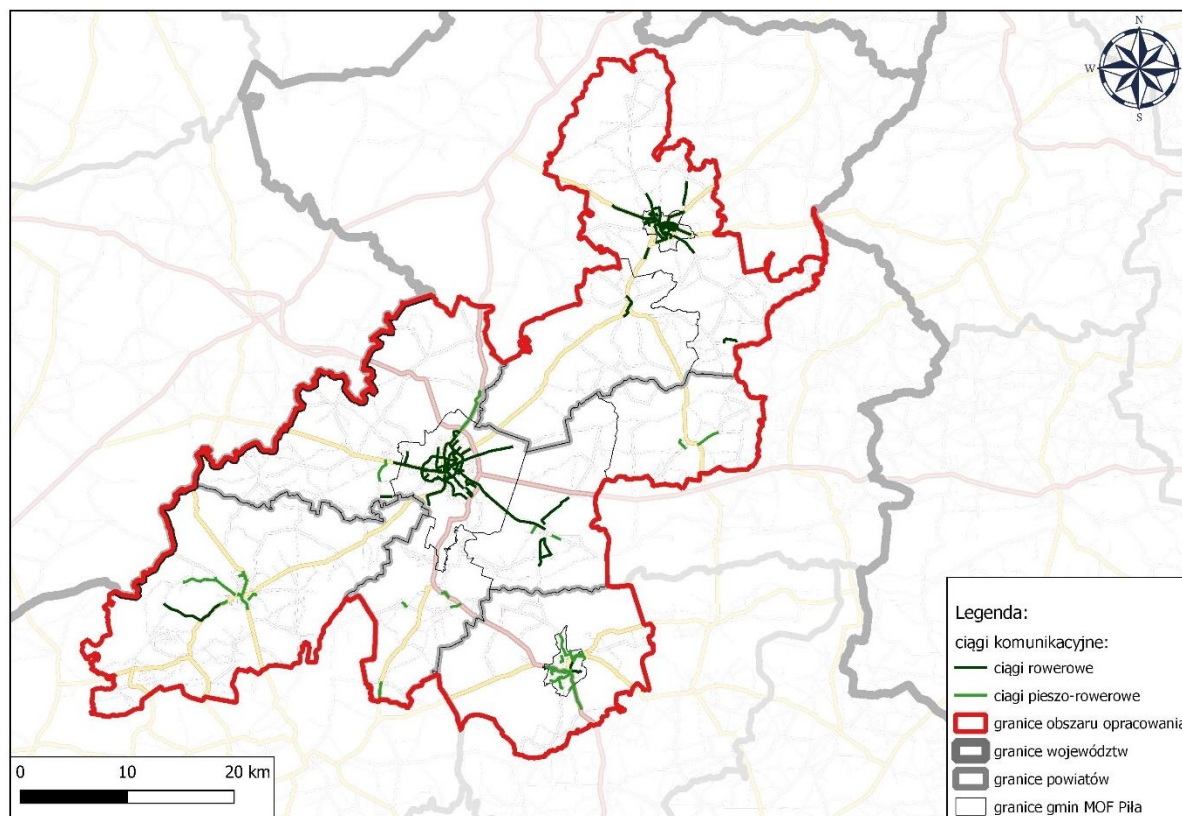 N
W
E
S
Legenda:
ciągi komunikacyjne:
ciągi rowerowe
ciągi pieszo-rowerowe
granice obszaru opracowania
granice województw
granice powiatów
granice gmin MOF Piła
0 10 20 km